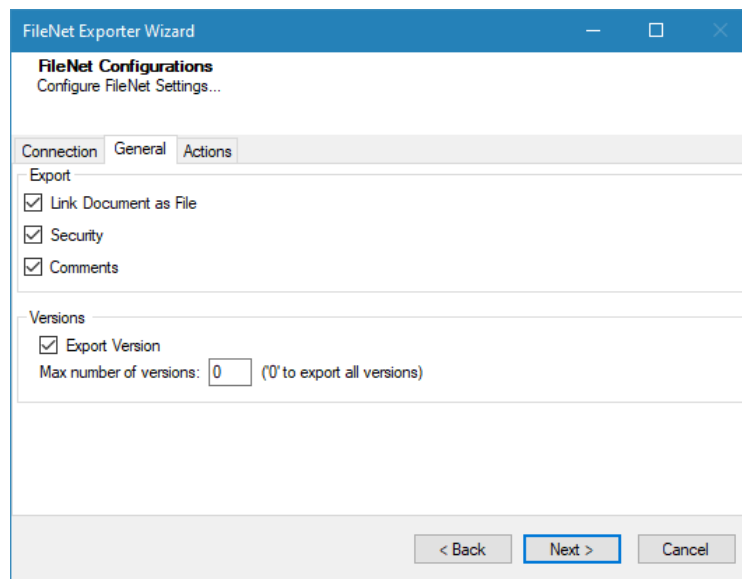 FileNet Exporter Wizard
FileNet Configurations
Configure FileNet Settings...
Connection General Actions
Export
Link Document as File
Security
Comments
Versions
Export Version
Max number of versions: 0 ('0' to export all versions)
< Back Next > Cancel